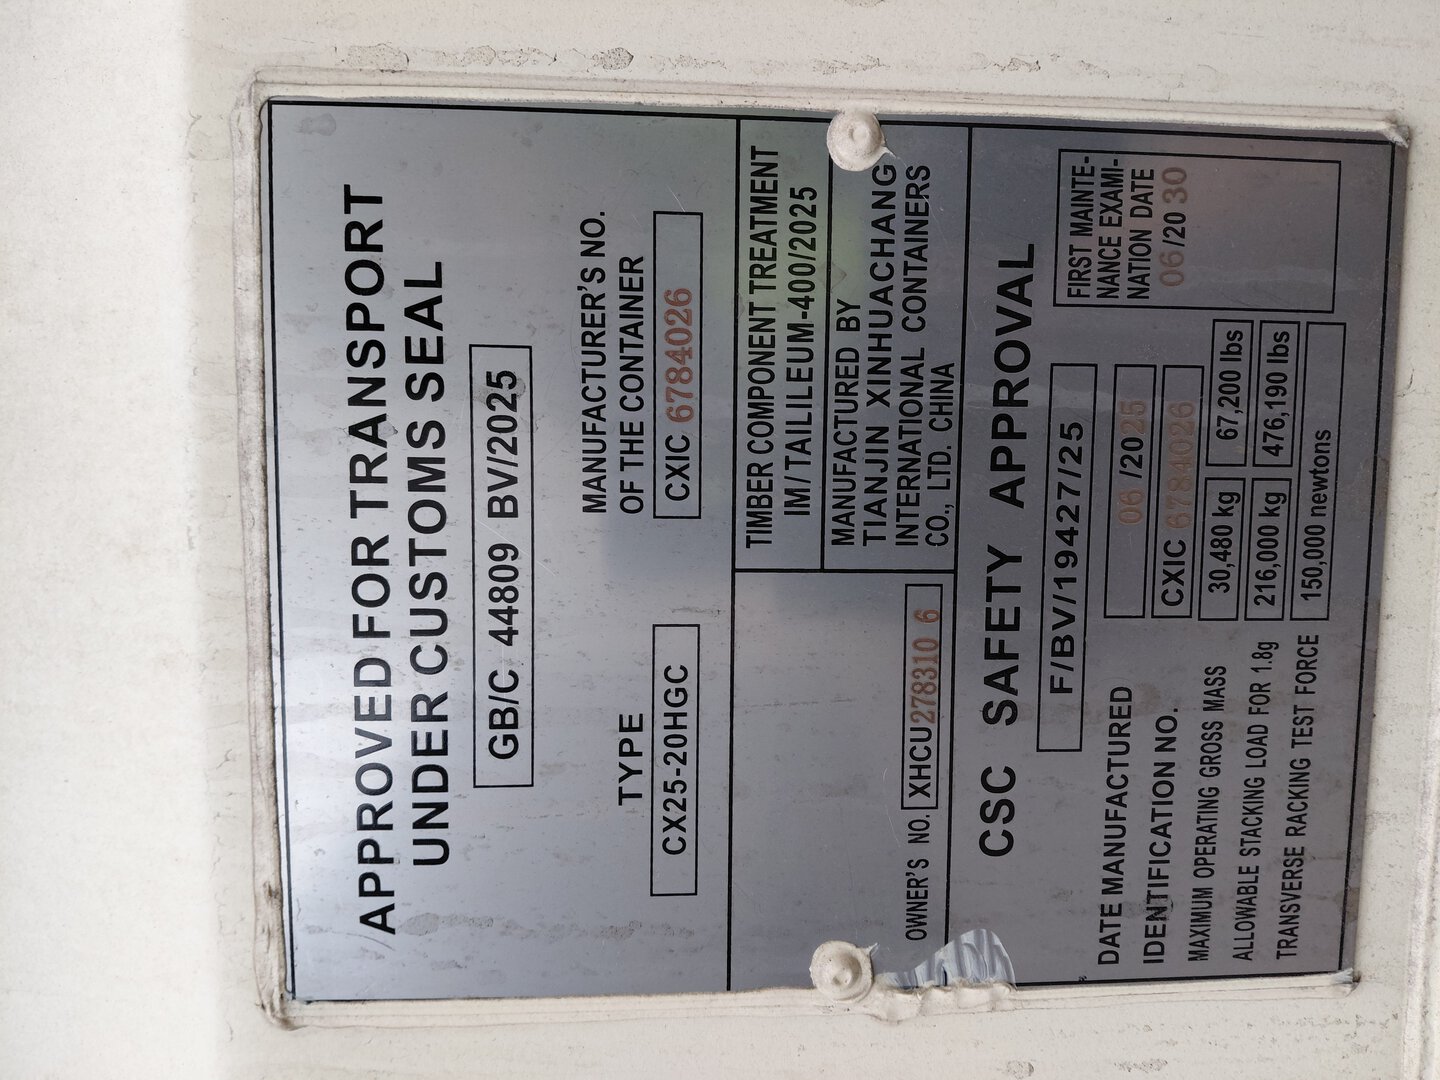 APPROVED FOR TRANSPORT
UNDER CUSTOMS SEAL
GB/C 44809 BV/2025
TYPE
CX25-20HGC
MANUFACTURER'S NO.
OF THE CONTAINER
CXIC 6784026
TIMBER COMPONENT TREATMENT
IM/TAILILEUM-400/2025
MANUFACTURED BY
TIANJIN XINHUACHANG
INTERNATIONAL CONTAINERS
CO., LTD. CHINA
OWNER'S NO. XHCU278310 6
CSC SAFETY APPROVAL
F/BV/19427/25
DATE MANUFACTURED 06 /2025
IDENTIFICATION NO. CXIC 6784026
MAXIMUM OPERATING GROSS MASS 30,480 kg 67,200 lbs
ALLOWABLE STACKING LOAD FOR 1.8g 216,000 kg 476,190 lbs
TRANSVERSE RACKING TEST FORCE 150,000 newtons
FIRST MAINTE-
NANCE EXAMI-
NATION DATE
06/20 30